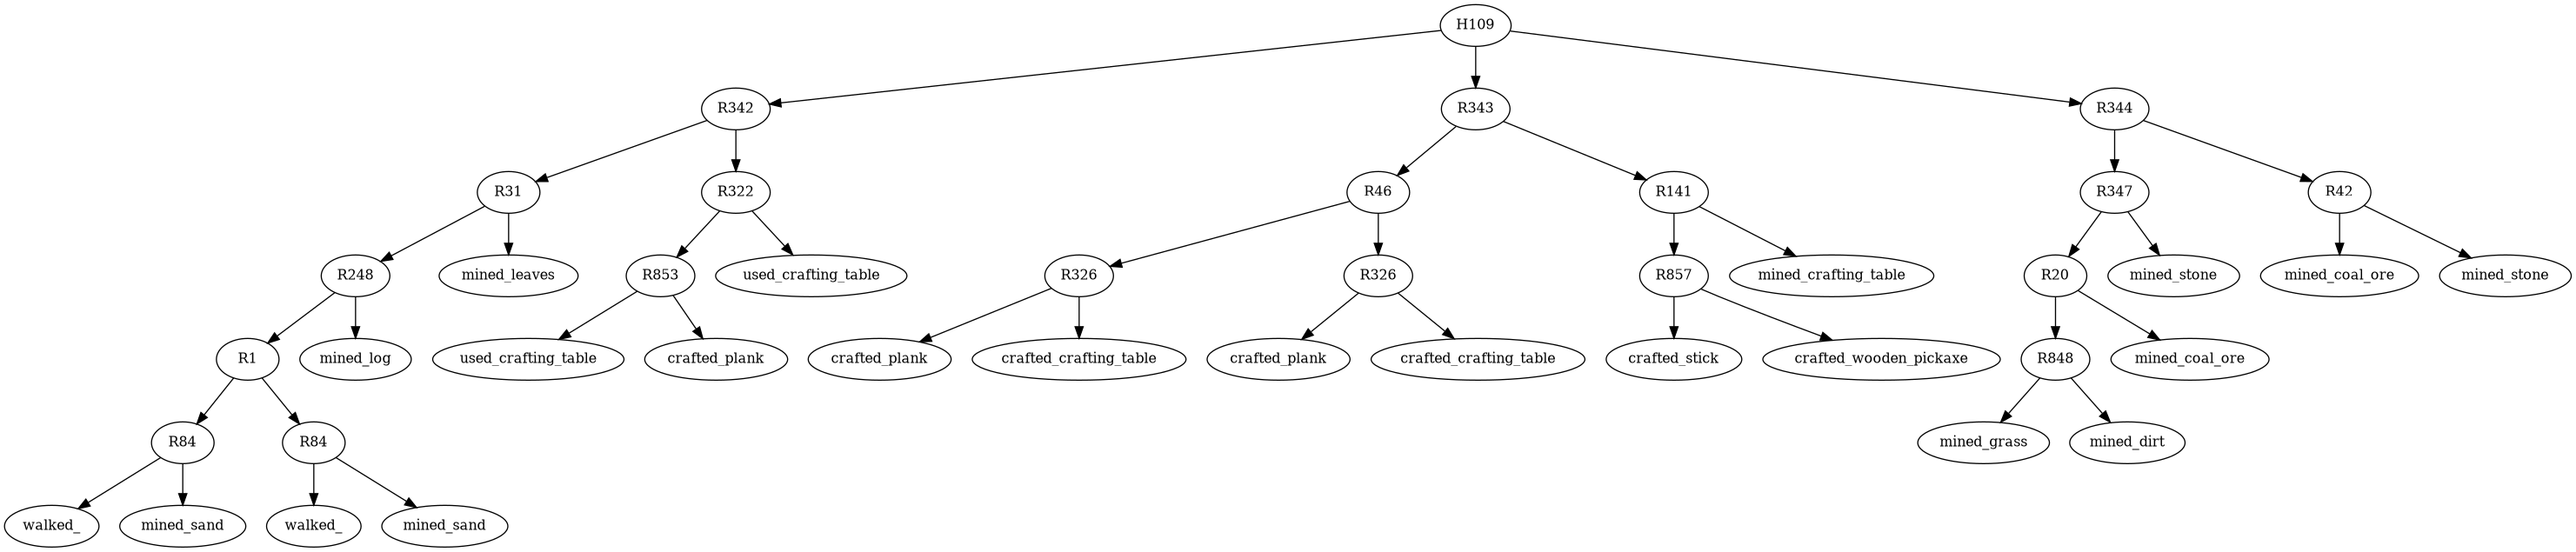 H109
R342 R343 R344
R31 R322 R46 R141 R347 R42
R248 mined_leaves R853 used_crafting_table R326 R326 R857 mined_crafting_table R20 mined_stone mined_coal_ore mined_stone
R1 mined_log used_crafting_table crafted_plank crafted_plank crafted_crafting_table crafted_plank crafted_crafting_table crafted_stick crafted_wooden_pickaxe R848 mined_coal_ore
R84 R84 mined_grass mined_dirt
walked_ mined_sand walked_ mined_sand